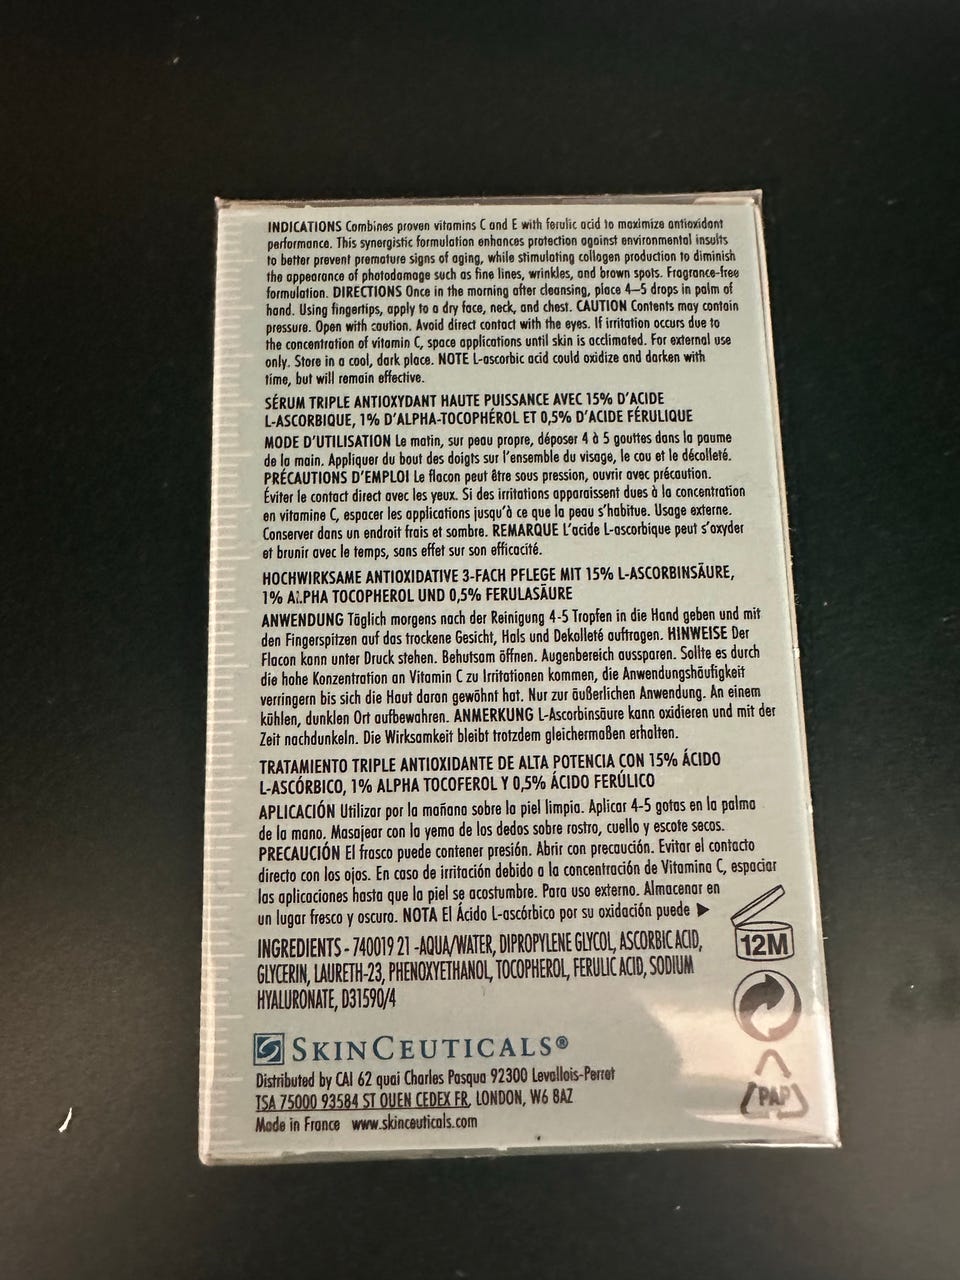 INDICATIONS Combines proven vitamins C and E with ferulic acid to maximize antioxidant
performance. This synergistic formulation enhances protection against environmental insults
to better prevent premature signs of aging, while stimulating collagen production to diminish
the appearance of photodamage such as fine lines, wrinkles, and brown spots. Fragrance-free
formulation. DIRECTIONS Once in the morning after cleansing, place 4–5 drops in palm of
hand. Using fingertips, apply to a dry face, neck, and chest. CAUTION Contents may contain
pressure. Open with caution. Avoid direct contact with the eyes. If irritation occurs due to
the concentration of vitamin C, space applications until skin is acclimated. For external use
only. Store in a cool, dark place. NOTE L-ascorbic acid could oxidize and darken with
time, but will remain effective.
SÉRUM TRIPLE ANTIOXYDANT HAUTE PUISSANCE AVEC 15% D'ACIDE
L-ASCORBIQUE, 1% D'ALPHA-TOCOPHÉROL ET 0,5% D'ACIDE FÉRULIQUE
MODE D'UTILISATION Le matin, sur peau propre, déposer 4 à 5 gouttes dans la paume
de la main. Appliquer du bout des doigts sur l'ensemble du visage, le cou et le décolleté.
PRÉCAUTIONS D'EMPLOI Le flacon peut être sous pression, ouvrir avec précaution.
Éviter le contact direct avec les yeux. Si des irritations apparaissent dues à la concentration
en vitamine C, espacer les applications jusqu'à ce que la peau s'habitue. Usage externe.
Conserver dans un endroit frais et sombre. REMARQUE L'acide L-ascorbique peut s'oxyder
et brunir avec le temps, sans effet sur son efficacité.
HOCHWIRKSAME ANTIOXIDATIVE 3-FACH PFLEGE MIT 15% L-ASCORBINSÄURE,
1% ALPHA TOCOPHEROL UND 0,5% FERULASÄURE
ANWENDUNG Täglich morgens nach der Reinigung 4-5 Tropfen in die Hand geben und mit
den Fingerspitzen auf das trockene Gesicht, Hals und Dekolleté auftragen. HINWEISE Der
Flacon kann unter Druck stehen. Behutsam öffnen. Augenbereich aussparen. Sollte es durch
die hohe Konzentration an Vitamin C zu Irritationen kommen, die Anwendungshäufigkeit
verringern bis sich die Haut daran gewöhnt hat. Nur zur äußerlichen Anwendung. An einem
kühlen, dunklen Ort aufbewahren. ANMERKUNG L-Ascorbinsäure kann oxidieren und mit der
Zeit nachdunkeln. Die Wirksamkeit bleibt trotzdem gleichermaßen erhalten.
TRATAMIENTO TRIPLE ANTIOXIDANTE DE ALTA POTENCIA CON 15% ÁCIDO
L-ASCÓRBICO, 1% ALPHA TOCOFEROL Y 0,5% ÁCIDO FERÚLICO
APLICACIÓN Utilizar por la mañana sobre la piel limpia. Aplicar 4-5 gotas en la palma
de la mano. Masajear con la yema de los dedos sobre rostro, cuello y escote secos.
PRECAUCIÓN El frasco puede contener presión. Abrir con precaución. Evitar el contacto
directo con los ojos. En caso de irritación debido a la concentración de Vitamina C, espaciar
las aplicaciones hasta que la piel se acostumbre. Para uso externo. Almacenar en
un lugar fresco y oscuro. NOTA El Ácido L-ascórbico por su oxidación puede ▶
12M
INGREDIENTS - 740019 21 - AQUA/WATER, DIPROPYLENE GLYCOL, ASCORBIC ACID,
GLYCERIN, LAURETH-23, PHENOXYETHANOL, TOCOPHEROL, FERULIC ACID, SODIUM
HYALURONATE, D31590/4
SKINCEUTICALS®
Distributed by CAI 62 quai Charles Pasqua 92300 Levallois-Perret
TSA 75000 93584 ST OUEN CEDEX FR, LONDON, W6 8AZ
Made in France www.skinceuticals.com
PAP